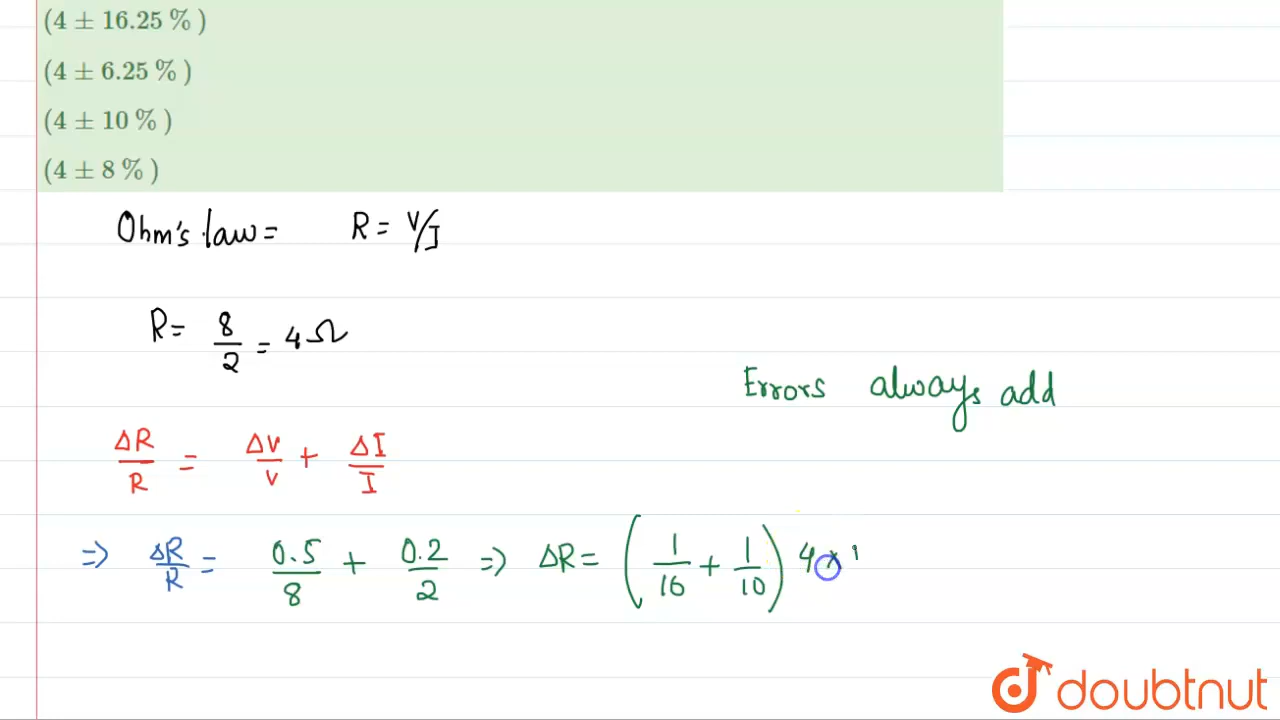 (4 ± 16.25 % )
(4 ± 6.25 % )
(4 ± 10 % )
(4 ± 8 % )
Ohm's law = R = V/I
R = 8/2 = 4 Ω
Errors always add
ΔR/R = ΔV/V + ΔI/I
=> ΔR/R = 0.5/8 + 0.2/2 => ΔR = (1/16 + 1/10) 4 ×
doubtnut